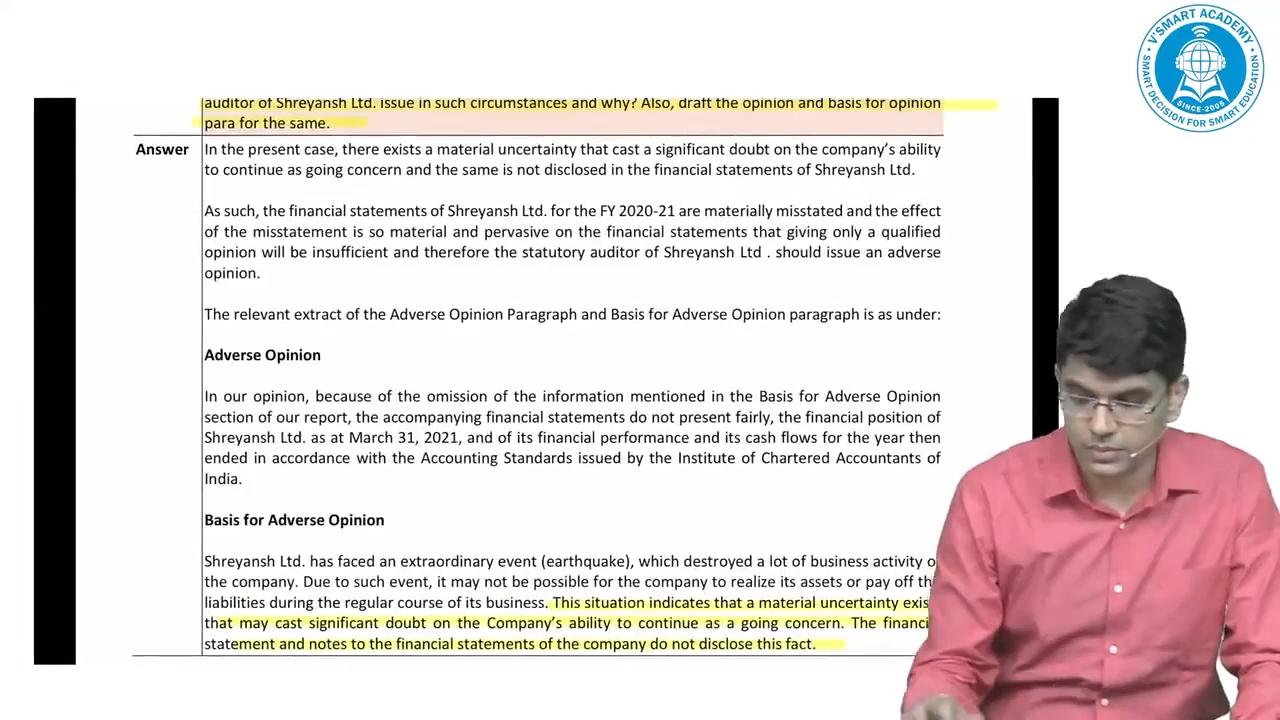 V'SMART ACADEMY
SMART DECISION FOR SMART EDUCATION
SINCE-2005
auditor of Shreyansh Ltd. issue in such circumstances and why? Also, draft the opinion and basis for opinion
para for the same.
Answer
In the present case, there exists a material uncertainty that cast a significant doubt on the company's ability
to continue as going concern and the same is not disclosed in the financial statements of Shreyansh Ltd.
As such, the financial statements of Shreyansh Ltd. for the FY 2020-21 are materially misstated and the effect
of the misstatement is so material and pervasive on the financial statements that giving only a qualified
opinion will be insufficient and therefore the statutory auditor of Shreyansh Ltd . should issue an adverse
opinion.
The relevant extract of the Adverse Opinion Paragraph and Basis for Adverse Opinion paragraph is as under:
Adverse Opinion
In our opinion, because of the omission of the information mentioned in the Basis for Adverse Opinion
section of our report, the accompanying financial statements do not present fairly, the financial position of
Shreyansh Ltd. as at March 31, 2021, and of its financial performance and its cash flows for the year then
ended in accordance with the Accounting Standards issued by the Institute of Chartered Accountants of
India.
Basis for Adverse Opinion
Shreyansh Ltd. has faced an extraordinary event (earthquake), which destroyed a lot of business activity
the company. Due to such event, it may not be possible for the company to realize its assets or pay off
liabilities during the regular course of its business. This situation indicates that a material uncertainty
that may cast significant doubt on the Company's ability to continue as a going concern. The
statement and notes to the financial statements of the company do not disclose this fact.